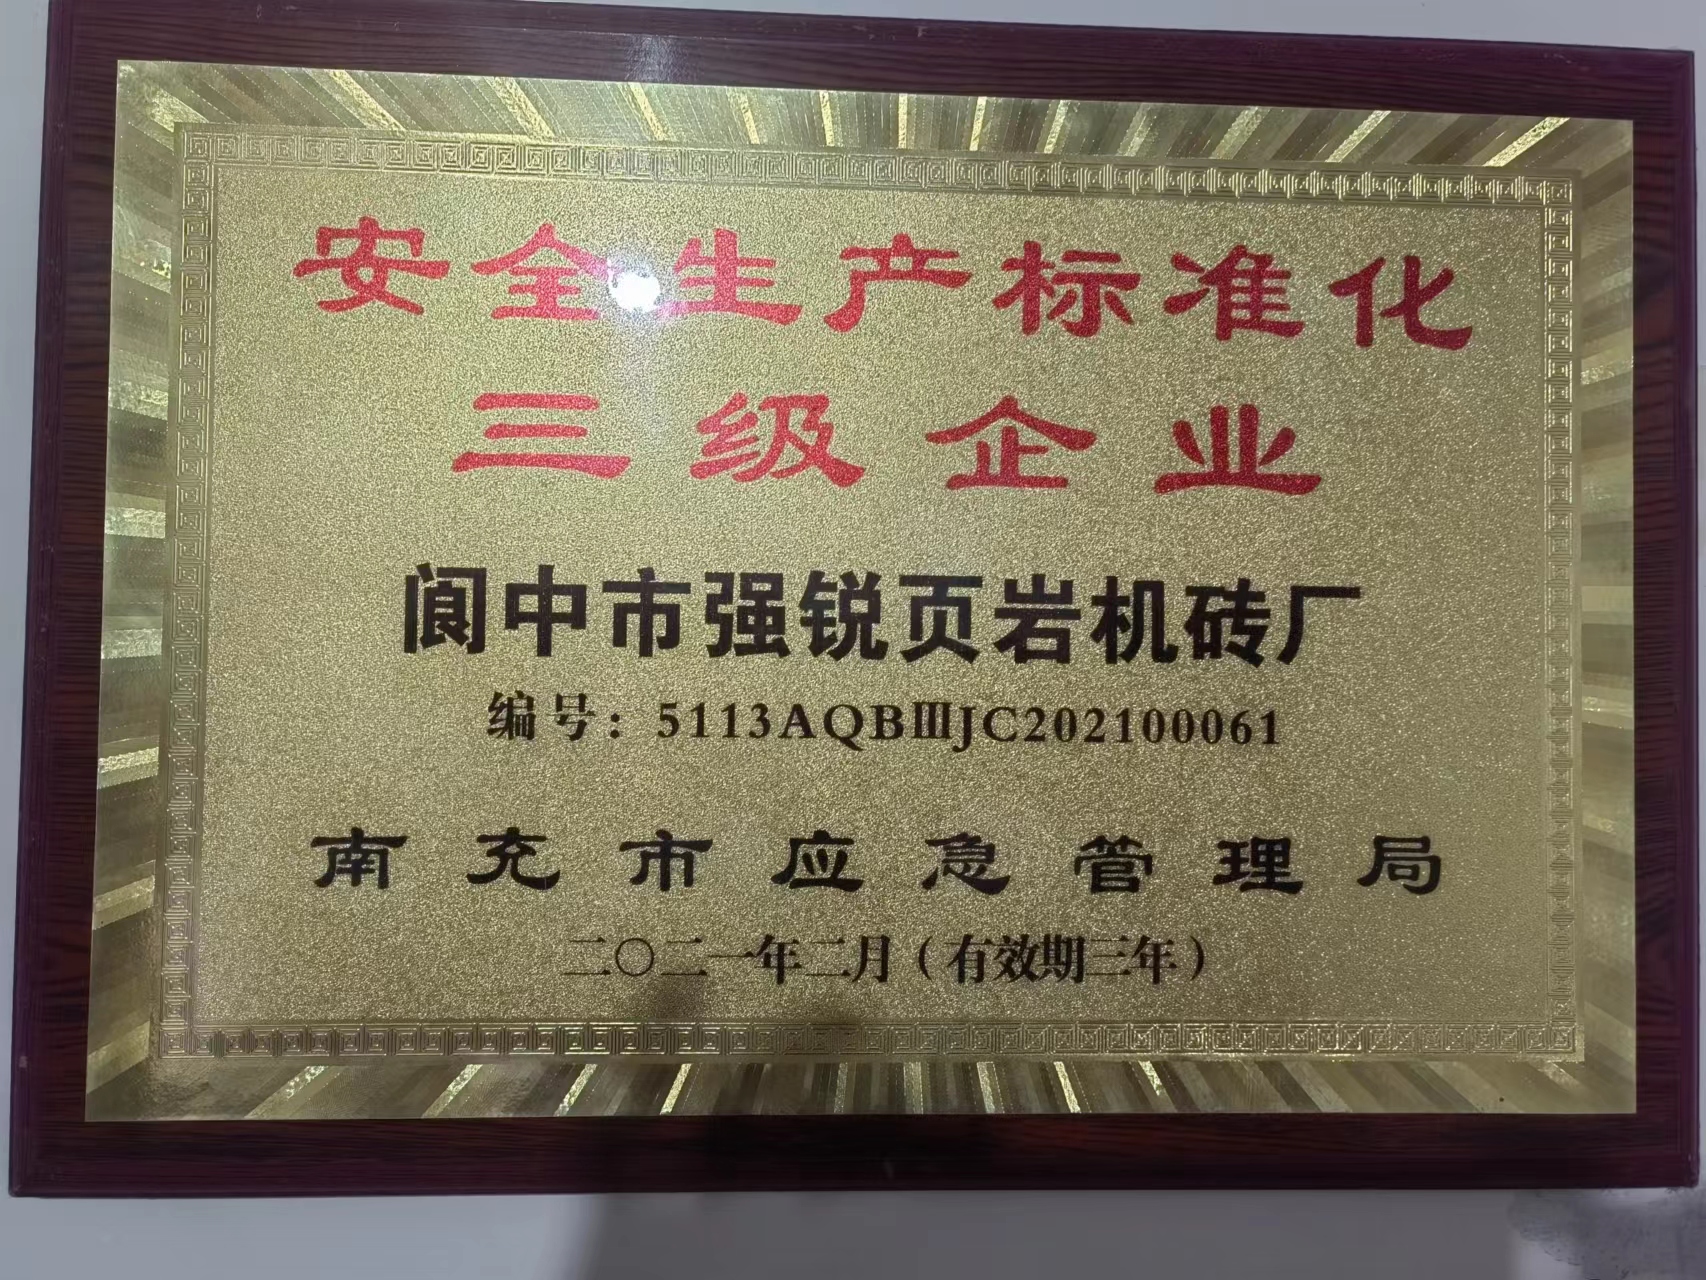 安全生产标准化
三级企业
阆中市强锐页岩机砖厂
编号：5113AQBⅢJC202100061
南充市应急管理局
二〇二一年二月（有效期三年）